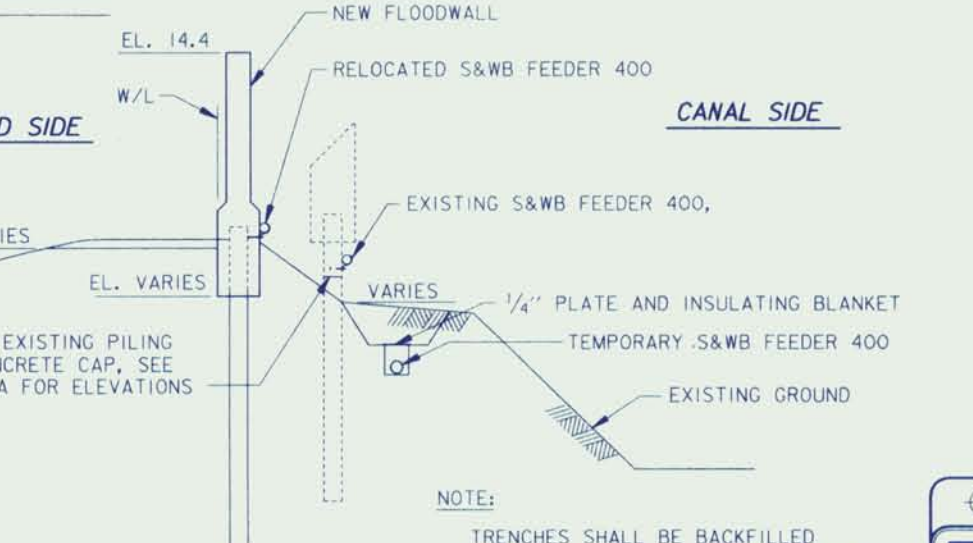 NEW FLOODWALL
EL. 14.4
RELOCATED S&WB FEEDER 400
W/L
CANAL SIDE
D SIDE
EXISTING S&WB FEEDER 400,
IES
EL. VARIES
VARIES
1/4" PLATE AND INSULATING BLANKET
EXISTING PILING
NCRETE CAP, SEE
A FOR ELEVATIONS
TEMPORARY S&WB FEEDER 400
EXISTING GROUND
NOTE:
TRENCHES SHALL BE BACKFILLED